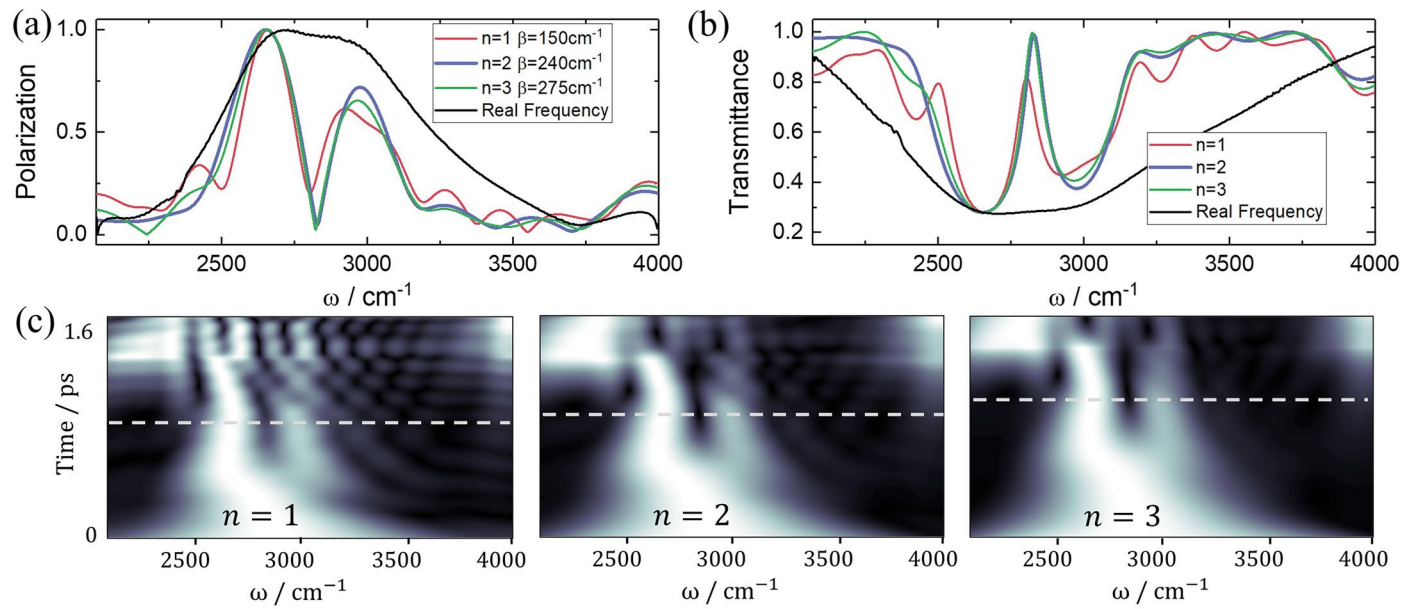 (a)
1.0
0.5
0.0
Polarization
n=1 β=150cm⁻¹
n=2 β=240cm⁻¹
n=3 β=275cm⁻¹
Real Frequency
2500 3000 3500 4000
ω / cm⁻¹
(b)
1.0
0.8
0.6
0.4
0.2
Transmittance
n=1
n=2
n=3
Real Frequency
2500 3000 3500 4000
ω / cm⁻¹
(c)
1.6
Time / ps
0
n = 1
2500 3000 3500 4000
ω / cm⁻¹
n = 2
2500 3000 3500 4000
ω / cm⁻¹
n = 3
2500 3000 3500 4000
ω / cm⁻¹